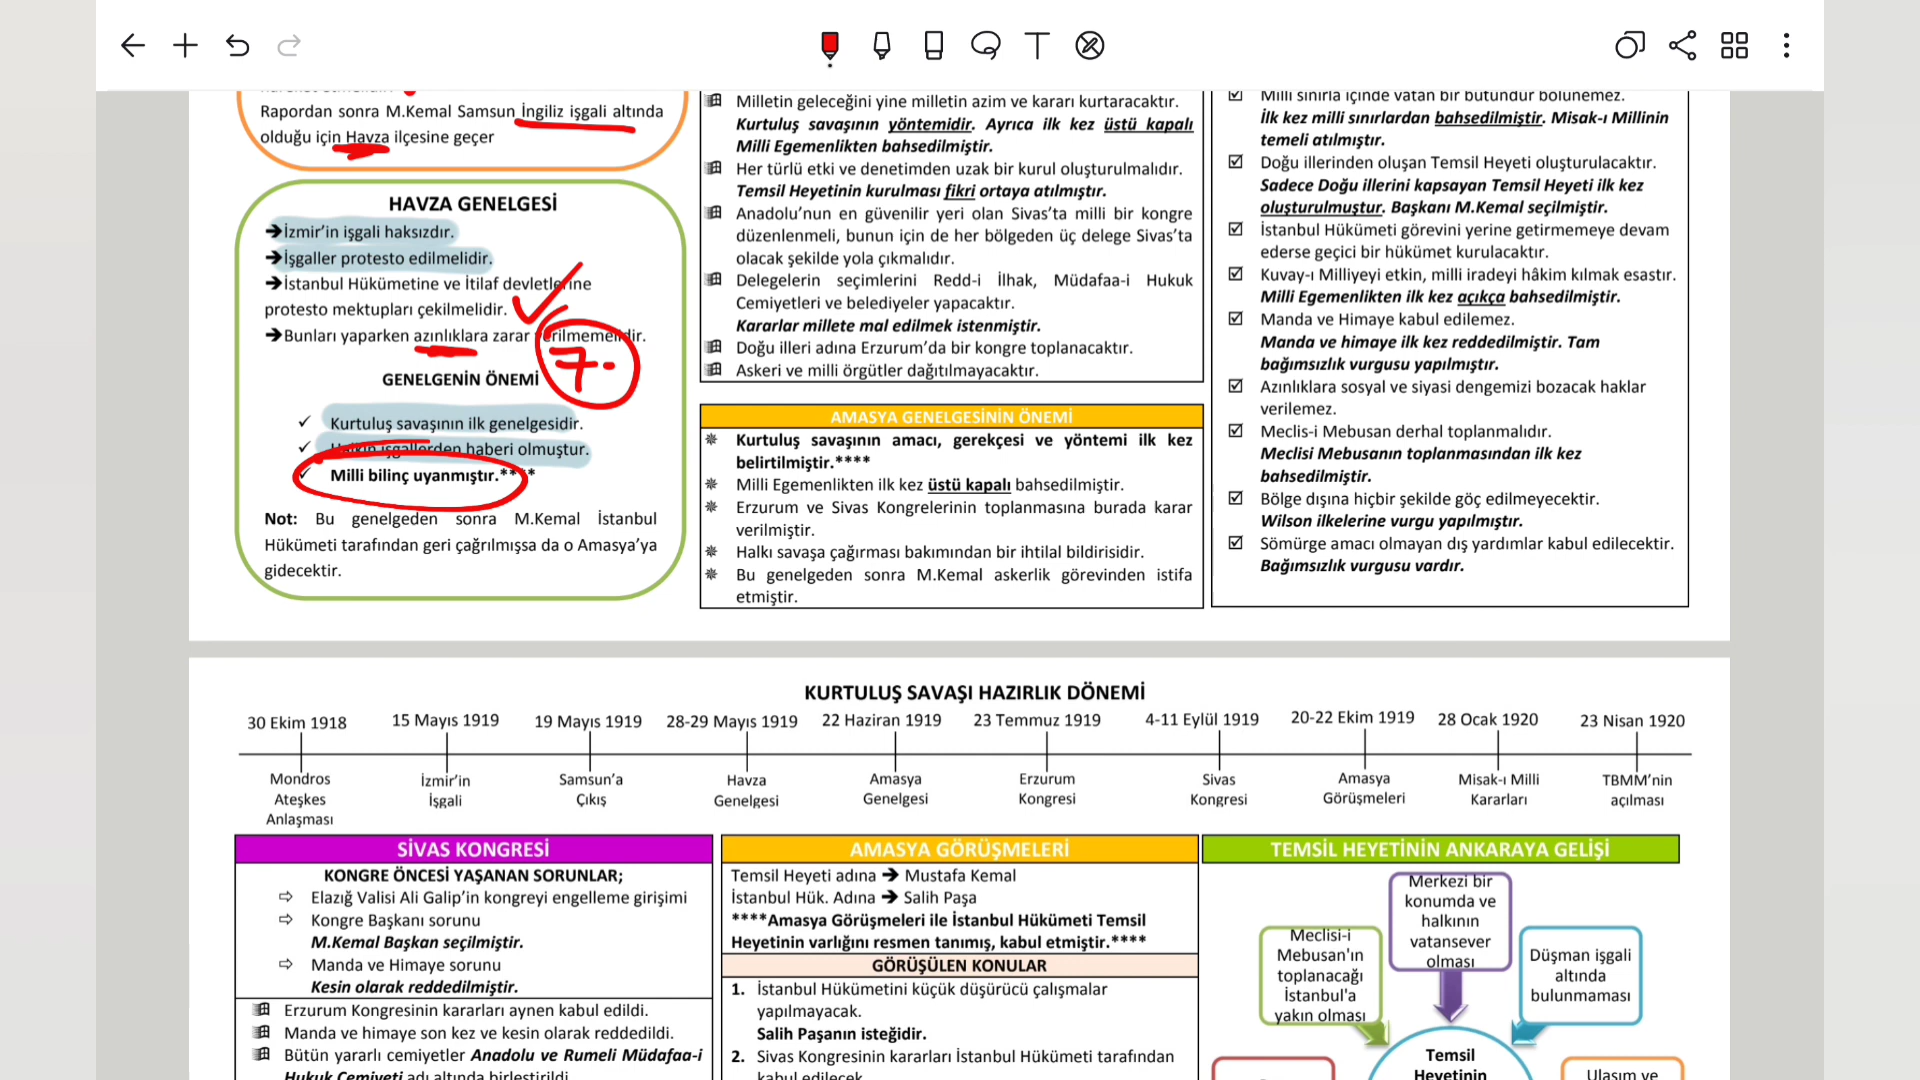 Rapordan sonra M.Kemal Samsun İngiliz işgali altında
olduğu için Havza ilçesine geçer
HAVZA GENELGESİ
➔İzmir’in işgali haksızdır.
➔İşgaller protesto edilmelidir.
➔İstanbul Hükümetine ve İtilaf devletlerine
protesto mektupları çekilmelidir.
➔Bunları yaparken azınlıklara zarar verilmemelidir.
7.
GENELGENİN ÖNEMİ
✓ Kurtuluş savaşının ilk genelgesidir.
✓ Halkın işgallerden haberi olmuştur.
✓ Milli bilinç uyanmıştır.****
Not: Bu genelgeden sonra M.Kemal İstanbul
Hükümeti tarafından geri çağrılmışsa da o Amasya’ya
gidecektir.
Milletin geleceğini yine milletin azim ve kararı kurtaracaktır.
Kurtuluş savaşının yöntemidir. Ayrıca ilk kez üstü kapalı
Milli Egemenlikten bahsedilmiştir.
Her türlü etki ve denetimden uzak bir kurul oluşturulmalıdır.
Temsil Heyetinin kurulması fikri ortaya atılmıştır.
Anadolu’nun en güvenilir yeri olan Sivas’ta milli bir kongre
düzenlenmeli, bunun için de her bölgeden üç delege Sivas’ta
olacak şekilde yola çıkmalıdır.
Delegelerin seçimlerini Redd-i İlhak, Müdafaa-i Hukuk
Cemiyetleri ve belediyeler yapacaktır.
Kararlar millete mal edilmek istenmiştir.
Doğu illeri adına Erzurum’da bir kongre toplanacaktır.
Askeri ve milli örgütler dağıtılmayacaktır.
AMASYA GENELGESİNİN ÖNEMİ
Kurtuluş savaşının amacı, gerekçesi ve yöntemi ilk kez
belirtilmiştir.****
Milli Egemenlikten ilk kez üstü kapalı bahsedilmiştir.
Erzurum ve Sivas Kongrelerinin toplanmasına burada karar
verilmiştir.
Halkı savaşa çağırması bakımından bir ihtilal bildirisidir.
Bu genelgeden sonra M.Kemal askerlik görevinden istifa
etmiştir.
Milli sınırla içinde vatan bir bütündür bölünemez.
İlk kez milli sınırlardan bahsedilmiştir. Misak-ı Millinin
temeli atılmıştır.
Doğu illerinden oluşan Temsil Heyeti oluşturulacaktır.
Sadece Doğu illerini kapsayan Temsil Heyeti ilk kez
oluşturulmuştur. Başkanı M.Kemal seçilmiştir.
İstanbul Hükümeti görevini yerine getirmemeye devam
ederse geçici bir hükümet kurulacaktır.
Kuvay-ı Milliyeyi etkin, milli iradeyi hâkim kılmak esastır.
Milli Egemenlikten ilk kez açıkça bahsedilmiştir.
Manda ve Himaye kabul edilemez.
Manda ve himaye ilk kez reddedilmiştir. Tam
bağımsızlık vurgusu yapılmıştır.
Azınlıklara sosyal ve siyasi dengemizi bozacak haklar
verilemez.
Meclis-i Mebusan derhal toplanmalıdır.
Meclisi Mebusanın toplanmasından ilk kez
bahsedilmiştir.
Bölge dışına hiçbir şekilde göç edilmeyecektir.
Wilson ilkelerine vurgu yapılmıştır.
Sömürge amacı olmayan dış yardımlar kabul edilecektir.
Bağımsızlık vurgusu vardır.
KURTULUŞ SAVAŞI HAZIRLIK DÖNEMİ
30 Ekim 1918 15 Mayıs 1919 19 Mayıs 1919 28-29 Mayıs 1919 22 Haziran 1919 23 Temmuz 1919 4-11 Eylül 1919 20-22 Ekim 1919 28 Ocak 1920 23 Nisan 1920
Mondros İzmir’in Samsun’a Havza Amasya Erzurum Sivas Amasya Misak-ı Milli TBMM’nin
Ateşkes İşgali Çıkış Genelgesi Genelgesi Kongresi Kongresi Görüşmeleri Kararları açılması
Anlaşması
SİVAS KONGRESİ
KONGRE ÖNCESİ YAŞANAN SORUNLAR;
⇨ Elazığ Valisi Ali Galip’in kongreyi engelleme girişimi
⇨ Kongre Başkanı sorunu
M.Kemal Başkan seçilmiştir.
⇨ Manda ve Himaye sorunu
Kesin olarak reddedilmiştir.
Erzurum Kongresinin kararları aynen kabul edildi.
Manda ve himaye son kez ve kesin olarak reddedildi.
Bütün yararlı cemiyetler Anadolu ve Rumeli Müdafaa-i
Hukuk Cemiyeti adı altında birleştirildi.
AMASYA GÖRÜŞMELERİ
Temsil Heyeti adına ➔ Mustafa Kemal
İstanbul Hük. Adına ➔ Salih Paşa
****Amasya Görüşmeleri ile İstanbul Hükümeti Temsil
Heyetinin varlığını resmen tanımış, kabul etmiştir.****
GÖRÜŞÜLEN KONULAR
1. İstanbul Hükümetini küçük düşürücü çalışmalar
yapılmayacak.
Salih Paşanın isteğidir.
2. Sivas Kongresinin kararları İstanbul Hükümeti tarafından
kabul edilecek.
TEMSİL HEYETİNİN ANKARAYA GELİŞİ
Merkezi bir
konumda ve
halkının
vatansever
olması
Meclisi-i
Mebusan'ın
toplanacağı
İstanbul'a
yakın olması
Düşman işgali
altında
bulunmaması
Temsil
Heyetinin
Ulaşım ve